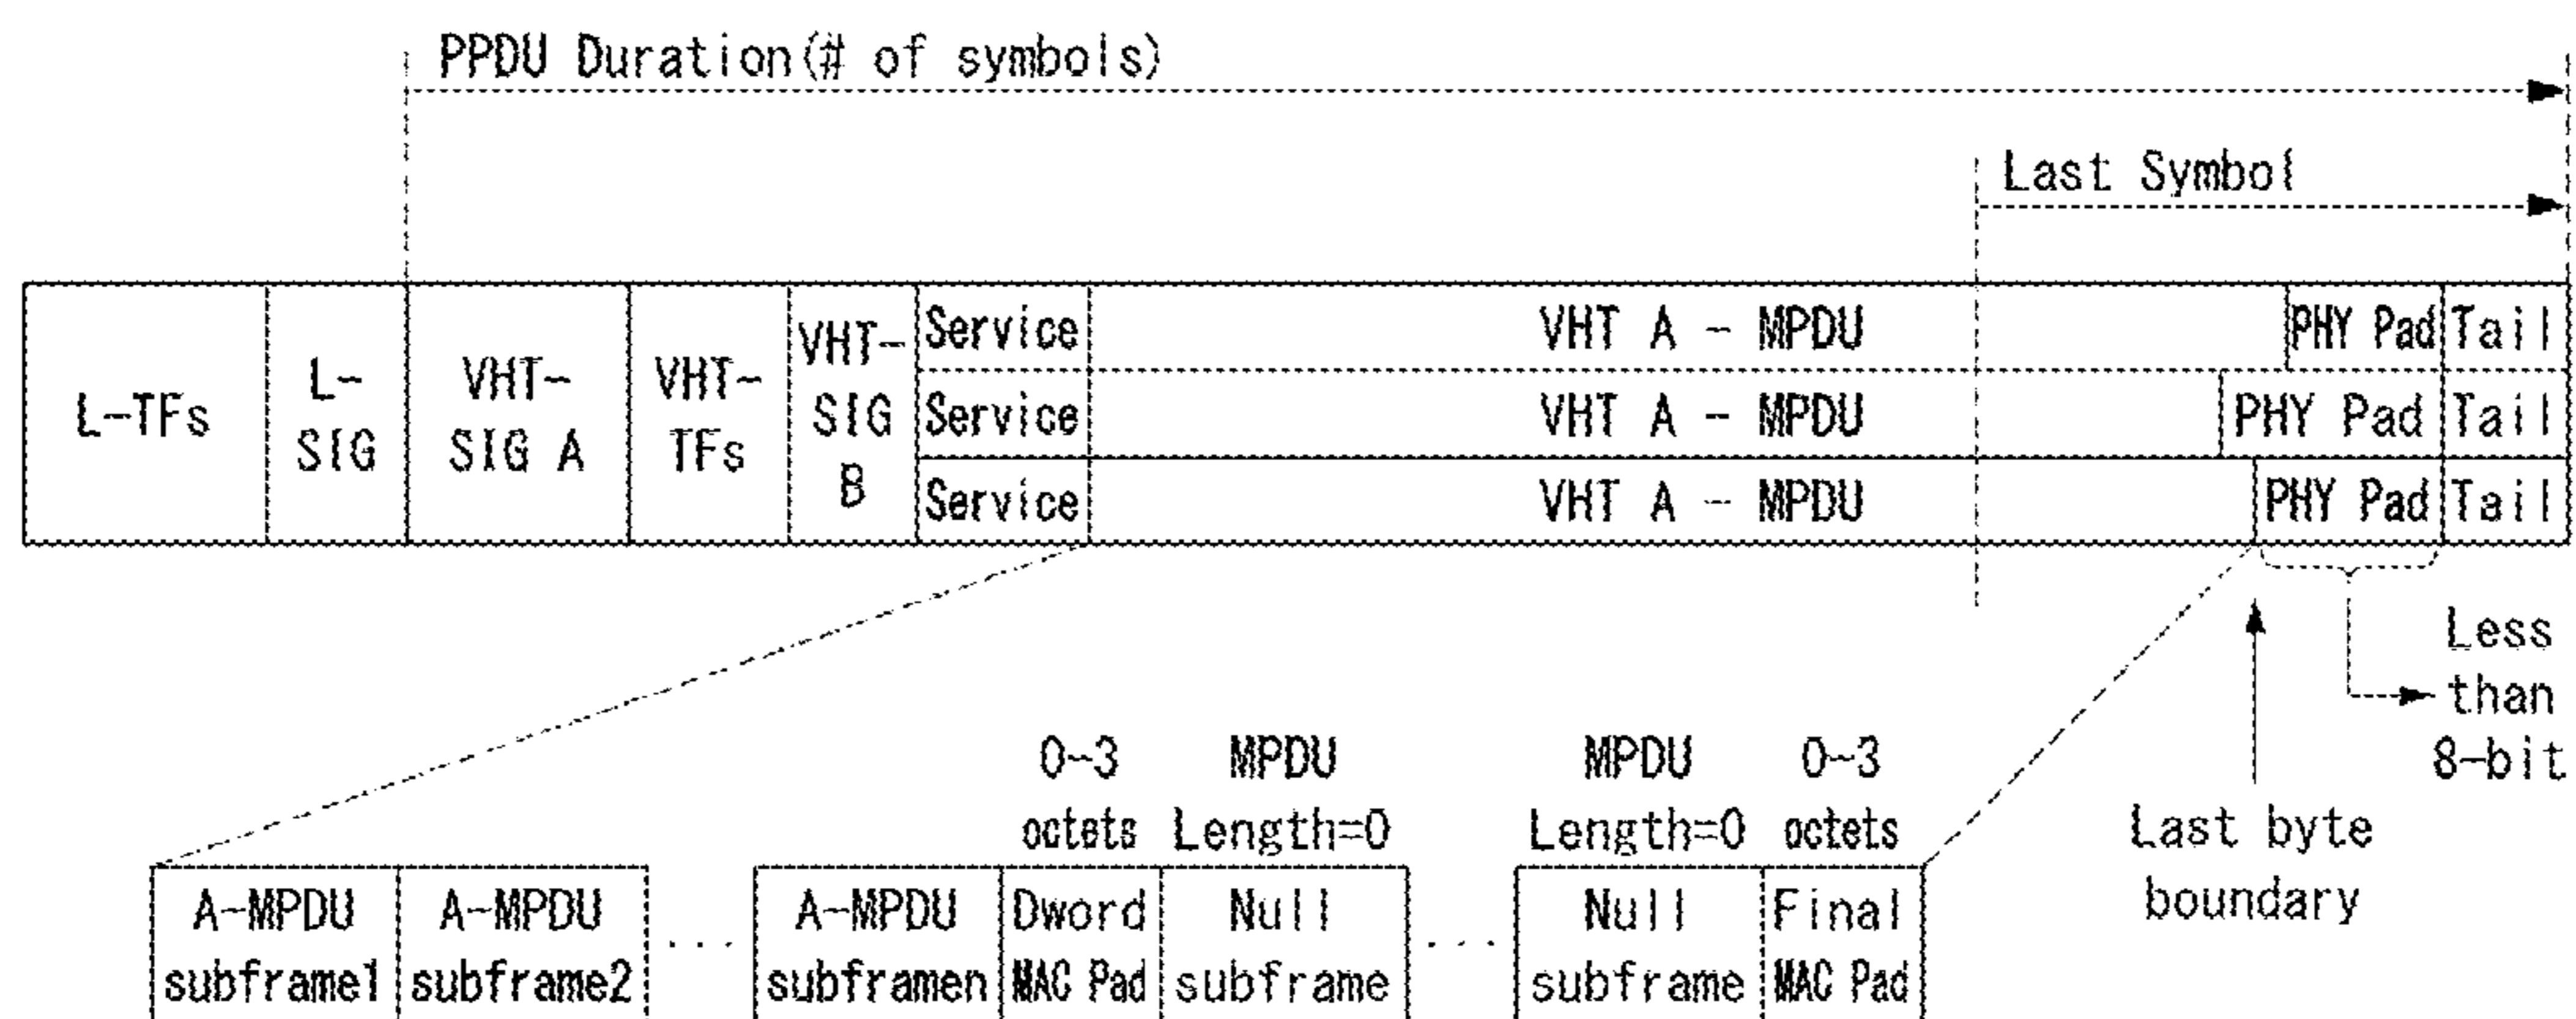 PPDU Duration(# of symbols)
Last Symbol
L-TFs
L-
SIG
VHT-
SIG A
VHT-
TFs
VHT-
SIG
B
Service
VHT A - MPDU
PHY Pad
Tail
Service
VHT A - MPDU
PHY Pad
Tail
Service
VHT A - MPDU
PHY Pad
Tail
Less
than
8-bit
Last byte
boundary
0~3
octets
MPDU
Length=0
MPDU
Length=0
0~3
octets
A-MPDU
subframe1
A-MPDU
subframe2
. . .
A-MPDU
subframen
Dword
MAC Pad
Null
subframe
. . .
Null
subframe
Final
MAC Pad